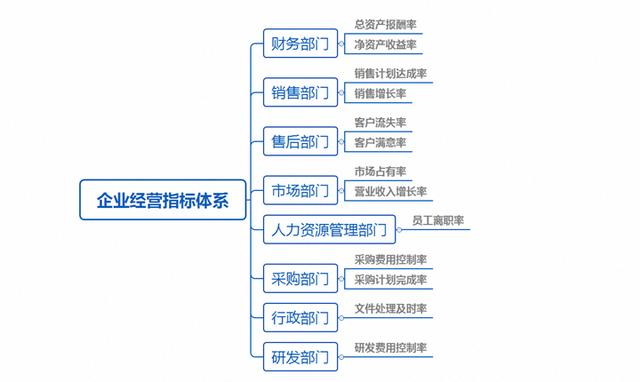 企业经营指标体系
财务部门
总资产报酬率
净资产收益率
销售部门
销售计划达成率
销售增长率
售后部门
客户流失率
客户满意率
市场部门
市场占有率
营业收入增长率
人力资源管理部门
员工离职率
采购部门
采购费用控制率
采购计划完成率
行政部门
文件处理及时率
研发部门
研发费用控制率